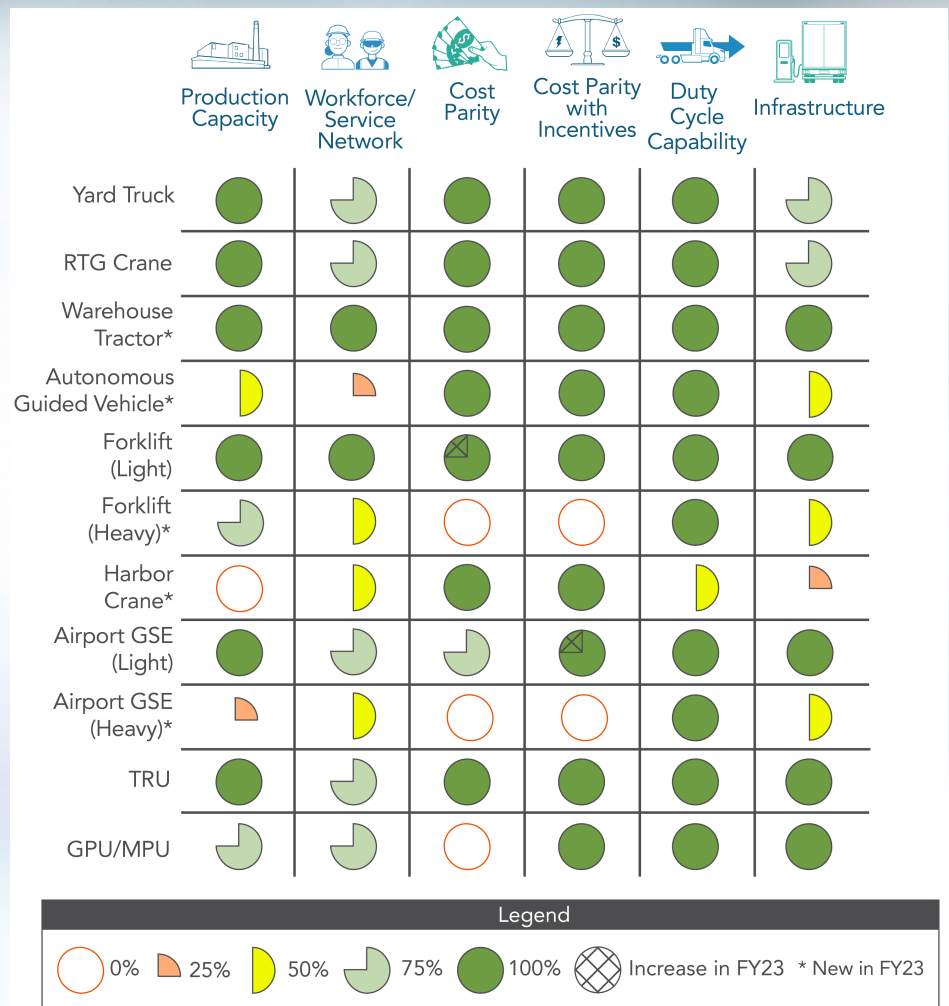 Production
Capacity
Workforce/
Service
Network
Cost
Parity
Cost Parity
with
Incentives
Duty
Cycle
Capability
Infrastructure
Yard Truck
RTG Crane
Warehouse
Tractor*
Autonomous
Guided Vehicle*
Forklift
(Light)
Forklift
(Heavy)*
Harbor
Crane*
Airport GSE
(Light)
Airport GSE
(Heavy)*
TRU
GPU/MPU
Legend
0% 25% 50% 75% 100% Increase in FY23 * New in FY23